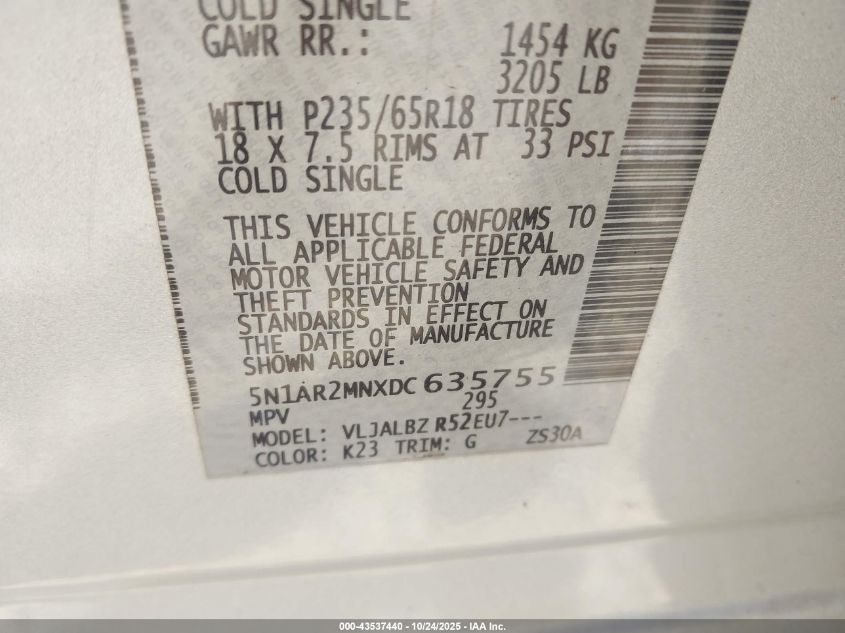 COLD SINGLE
GAWR RR.: 1454 KG
3205 LB
WITH P235/65R18 TIRES
18 X 7.5 RIMS AT 33 PSI
COLD SINGLE
THIS VEHICLE CONFORMS TO
ALL APPLICABLE FEDERAL
MOTOR VEHICLE SAFETY AND
THEFT PREVENTION
STANDARDS IN EFFECT ON
THE DATE OF MANUFACTURE
SHOWN ABOVE.
5N1AR2MNXDC 635755
MPV 295
MODEL: VLJALBZ R52EU7---
COLOR: K23 TRIM: G ZS30A
000-43537440 - 10/24/2025 - IAA Inc.